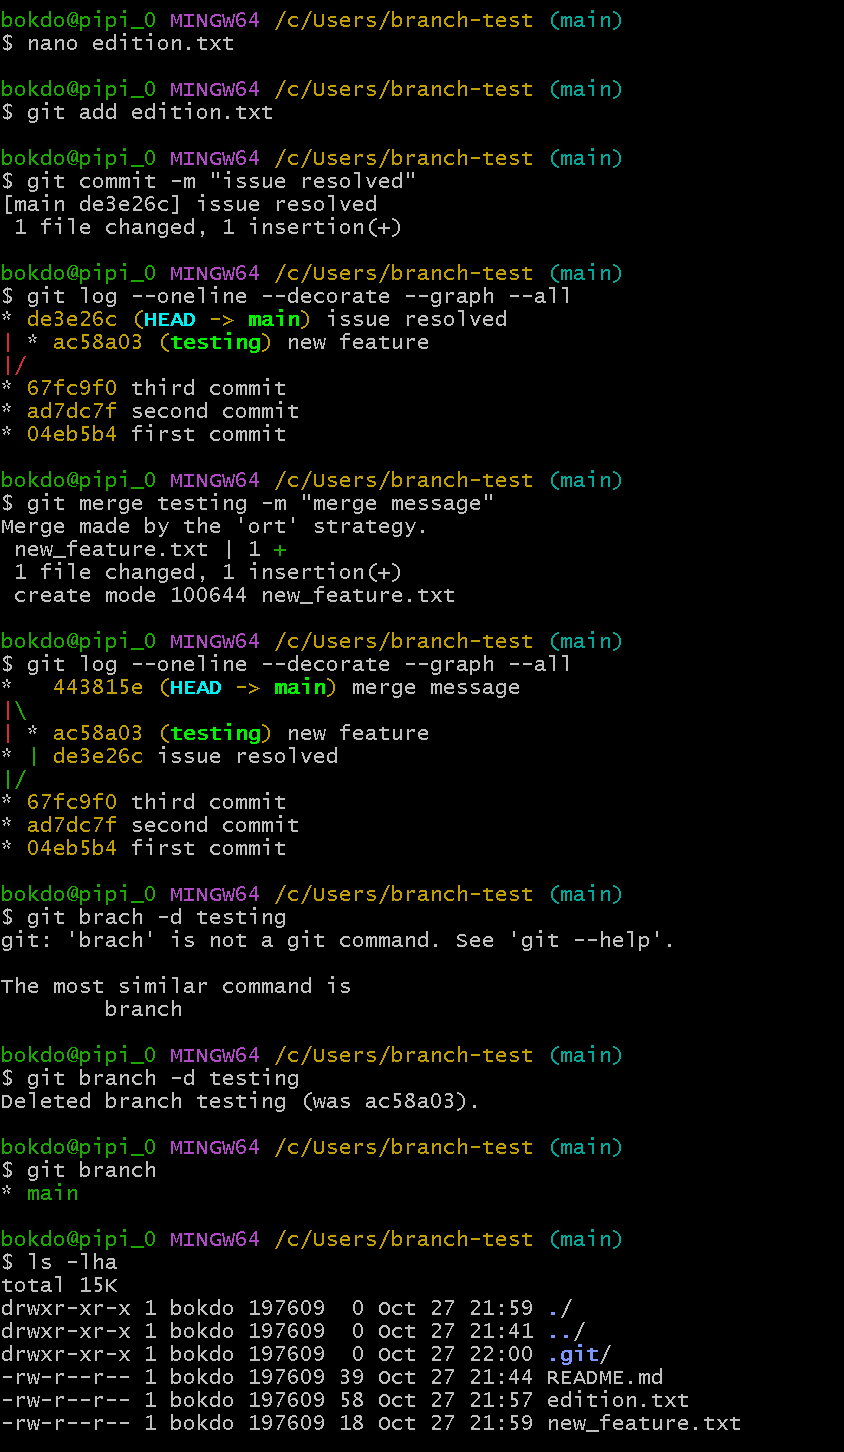 bokdo@pipi_0 MINGW64 /c/Users/branch-test (main)
$ nano edition.txt

bokdo@pipi_0 MINGW64 /c/Users/branch-test (main)
$ git add edition.txt

bokdo@pipi_0 MINGW64 /c/Users/branch-test (main)
$ git commit -m "issue resolved"
[main de3e26c] issue resolved
 1 file changed, 1 insertion(+)

bokdo@pipi_0 MINGW64 /c/Users/branch-test (main)
$ git log --oneline --decorate --graph --all
* de3e26c (HEAD -> main) issue resolved
| * ac58a03 (testing) new feature
|/
* 67fc9f0 third commit
* ad7dc7f second commit
* 04eb5b4 first commit

bokdo@pipi_0 MINGW64 /c/Users/branch-test (main)
$ git merge testing -m "merge message"
Merge made by the 'ort' strategy.
 new_feature.txt | 1 +
 1 file changed, 1 insertion(+)
 create mode 100644 new_feature.txt

bokdo@pipi_0 MINGW64 /c/Users/branch-test (main)
$ git log --oneline --decorate --graph --all
*   443815e (HEAD -> main) merge message
|\
| * ac58a03 (testing) new feature
* | de3e26c issue resolved
|/
* 67fc9f0 third commit
* ad7dc7f second commit
* 04eb5b4 first commit

bokdo@pipi_0 MINGW64 /c/Users/branch-test (main)
$ git brach -d testing
git: 'brach' is not a git command. See 'git --help'.

The most similar command is
        branch

bokdo@pipi_0 MINGW64 /c/Users/branch-test (main)
$ git branch -d testing
Deleted branch testing (was ac58a03).

bokdo@pipi_0 MINGW64 /c/Users/branch-test (main)
$ git branch
* main

bokdo@pipi_0 MINGW64 /c/Users/branch-test (main)
$ ls -lha
total 15K
drwxr-xr-x 1 bokdo 197609  0 Oct 27 21:59 ./
drwxr-xr-x 1 bokdo 197609  0 Oct 27 21:41 ../
drwxr-xr-x 1 bokdo 197609  0 Oct 27 22:00 .git/
-rw-r--r-- 1 bokdo 197609 39 Oct 27 21:44 README.md
-rw-r--r-- 1 bokdo 197609 58 Oct 27 21:57 edition.txt
-rw-r--r-- 1 bokdo 197609 18 Oct 27 21:59 new_feature.txt